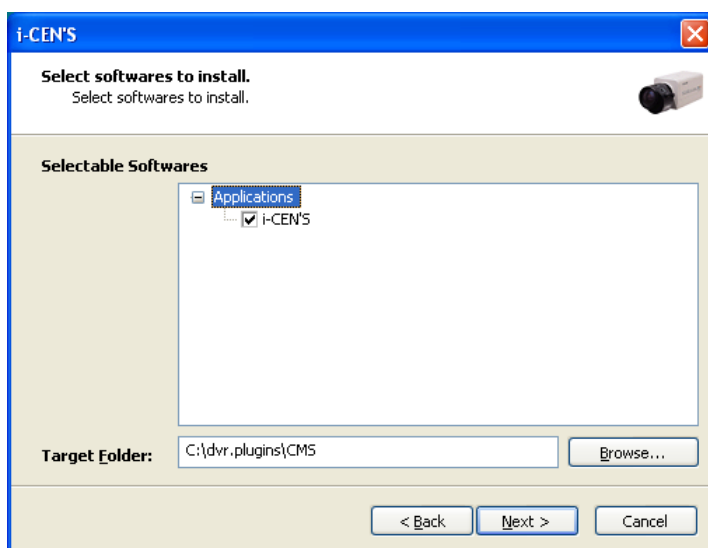 i-CEN'S
Select softwares to install.
Select softwares to install.
Selectable Softwares
Applications
i-CEN'S
Target Folder:
C:\dvr.plugins\CMS
Browse...
< Back
Next >
Cancel